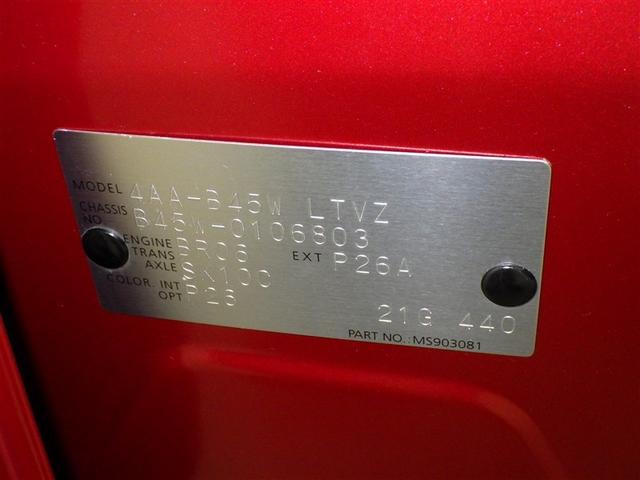 MODEL 4AA-B45W LTVZ
CHASSIS NO. B45W-0106803
ENGINE BR06
TRANS AXLE SX100
EXT P26A
COLOR. INT OPT P26
21G 440
PART NO.:MS903081